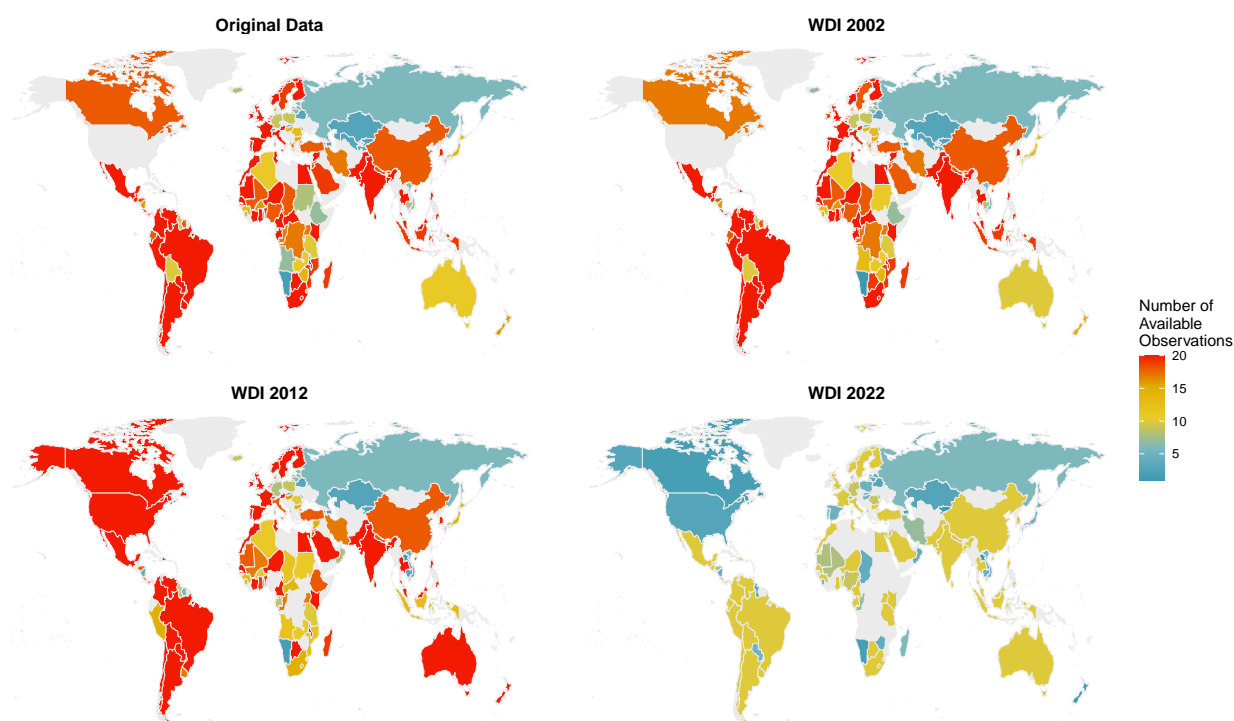 Original Data
WDI 2002
Number of
Available
Observations
20
15
10
5
WDI 2012
WDI 2022